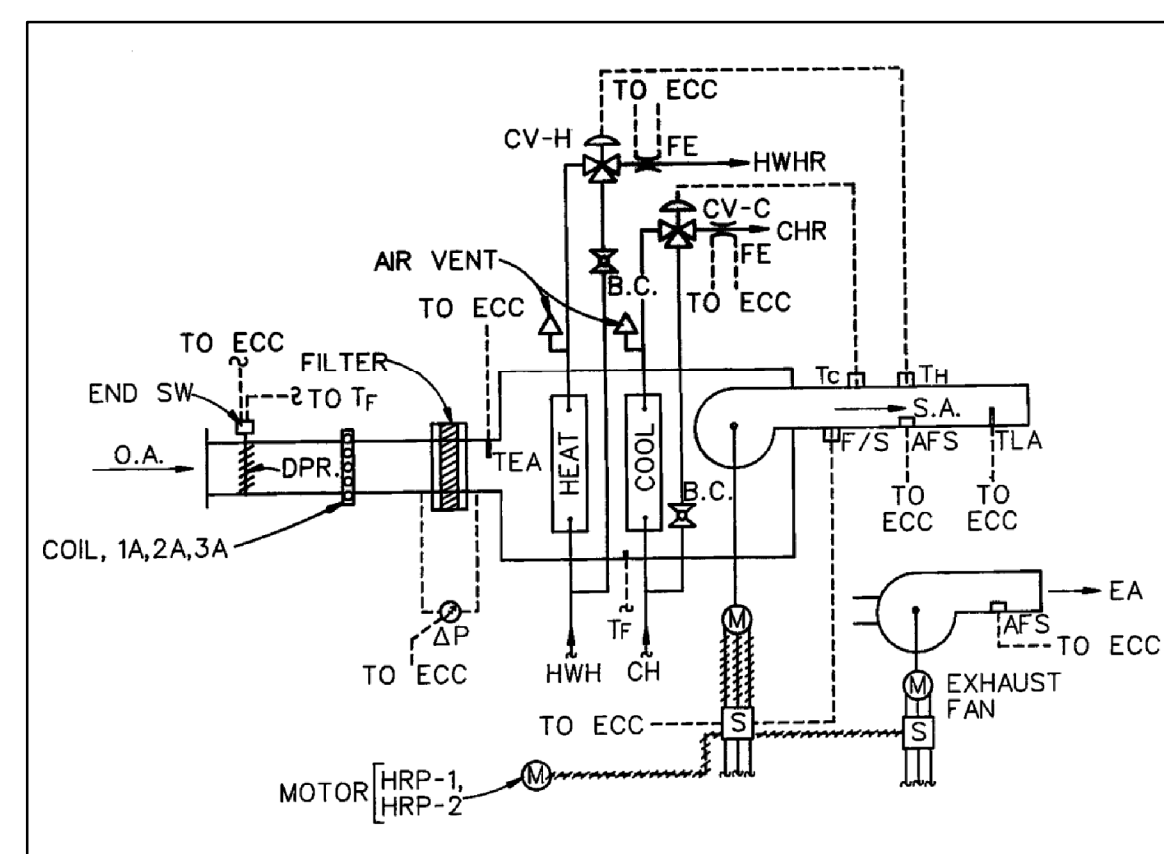 TO ECC
CV-H
FE
HWHR
CV-C
CHR
FE
AIR VENT
B.C.
TO ECC
TO ECC
TO ECC
FILTER
END SW
TO TF
TC
TH
S.A.
O.A.
DPR.
TEA
HEAT
COOL
F/S
AFS
TLA
B.C.
TO
ECC
TO
ECC
COIL, 1A,2A,3A
EA
M
ΔP
TF
M
AFS
TO ECC
TO ECC
HWH
CH
M
EXHAUST
FAN
TO ECC
S
S
MOTOR
HRP-1,
HRP-2
M